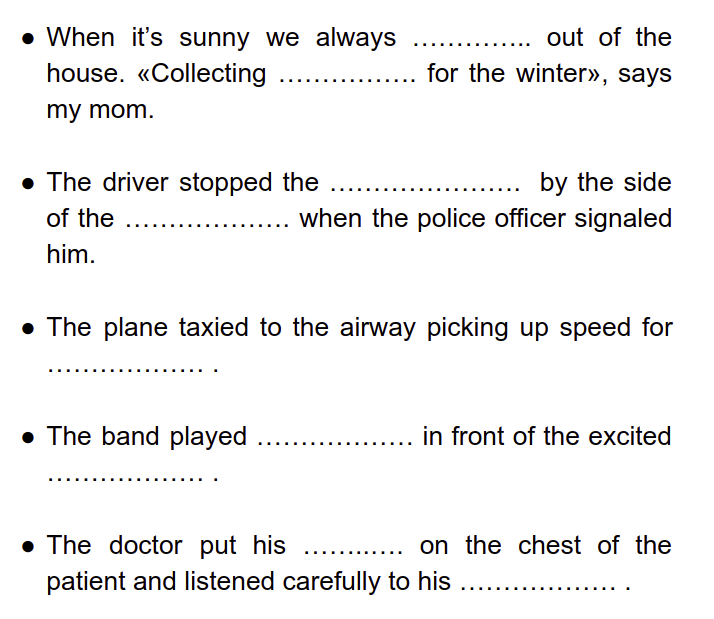 ● When it’s sunny we always ………….. out of the
house. «Collecting ……………. for the winter», says
my mom.
● The driver stopped the …………………. by the side
of the ………………. when the police officer signaled
him.
● The plane taxied to the airway picking up speed for
……………… .
● The band played ……………… in front of the excited
……………… .
● The doctor put his ……..…. on the chest of the
patient and listened carefully to his ……………… .